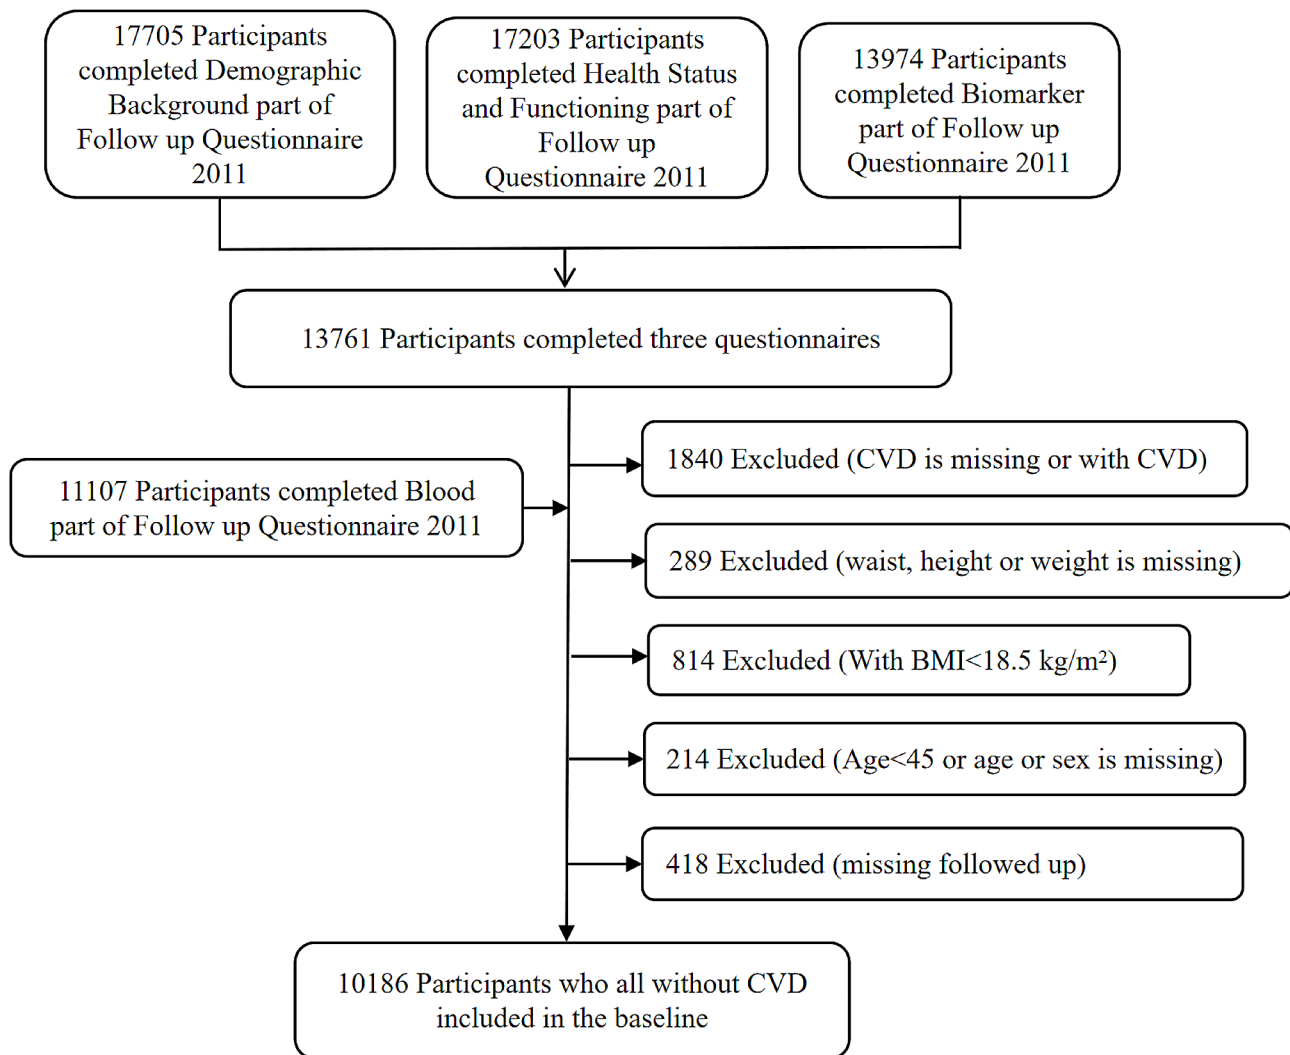 17705 Participants
completed Demographic
Background part of
Follow up Questionnaire
2011
17203 Participants
completed Health Status
and Functioning part of
Follow up
Questionnaire 2011
13974 Participants
completed Biomarker
part of Follow up
Questionnaire 2011
13761 Participants completed three questionnaires
1840 Excluded (CVD is missing or with CVD)
11107 Participants completed Blood
part of Follow up Questionnaire 2011
289 Excluded (waist, height or weight is missing)
814 Excluded (With BMI<18.5 kg/m²)
214 Excluded (Age<45 or age or sex is missing)
418 Excluded (missing followed up)
10186 Participants who all without CVD
included in the baseline